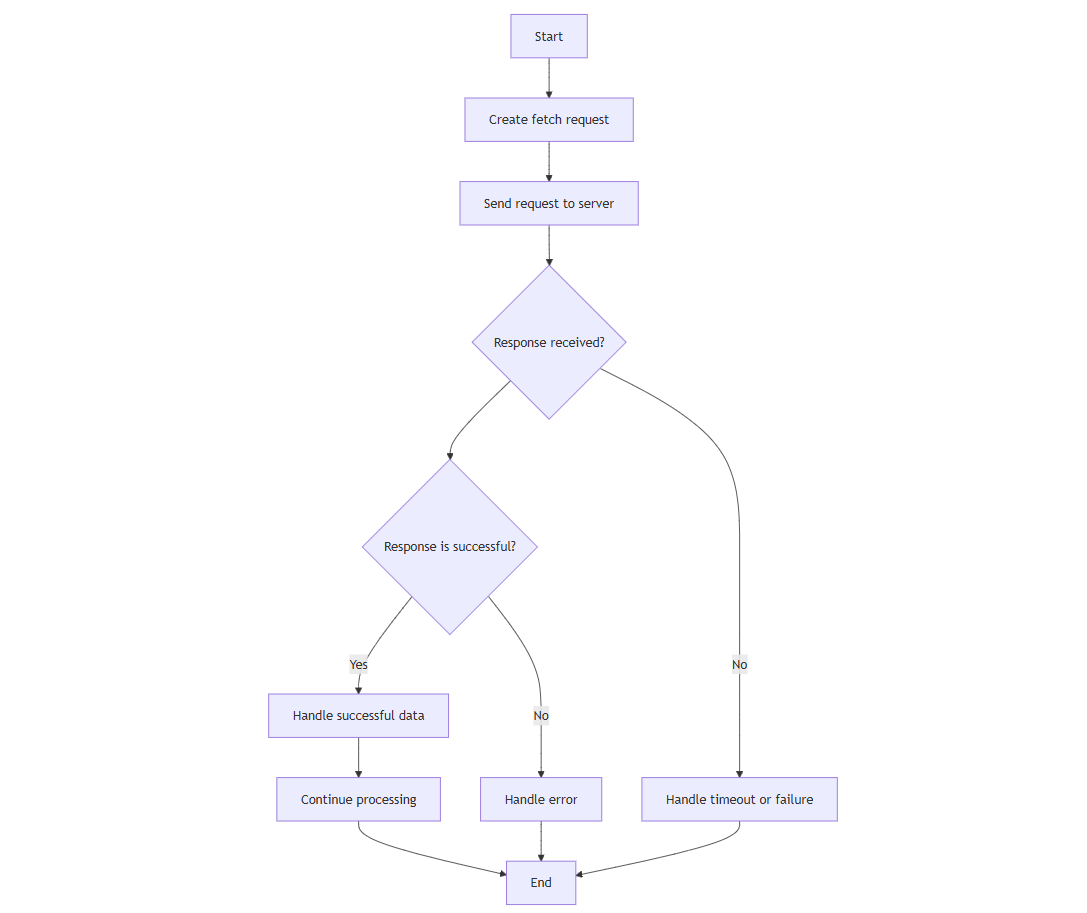 Start
Create fetch request
Send request to server
Response received?
Response is successful?
Yes
No
Handle successful data
No
Continue processing
Handle error
Handle timeout or failure
End